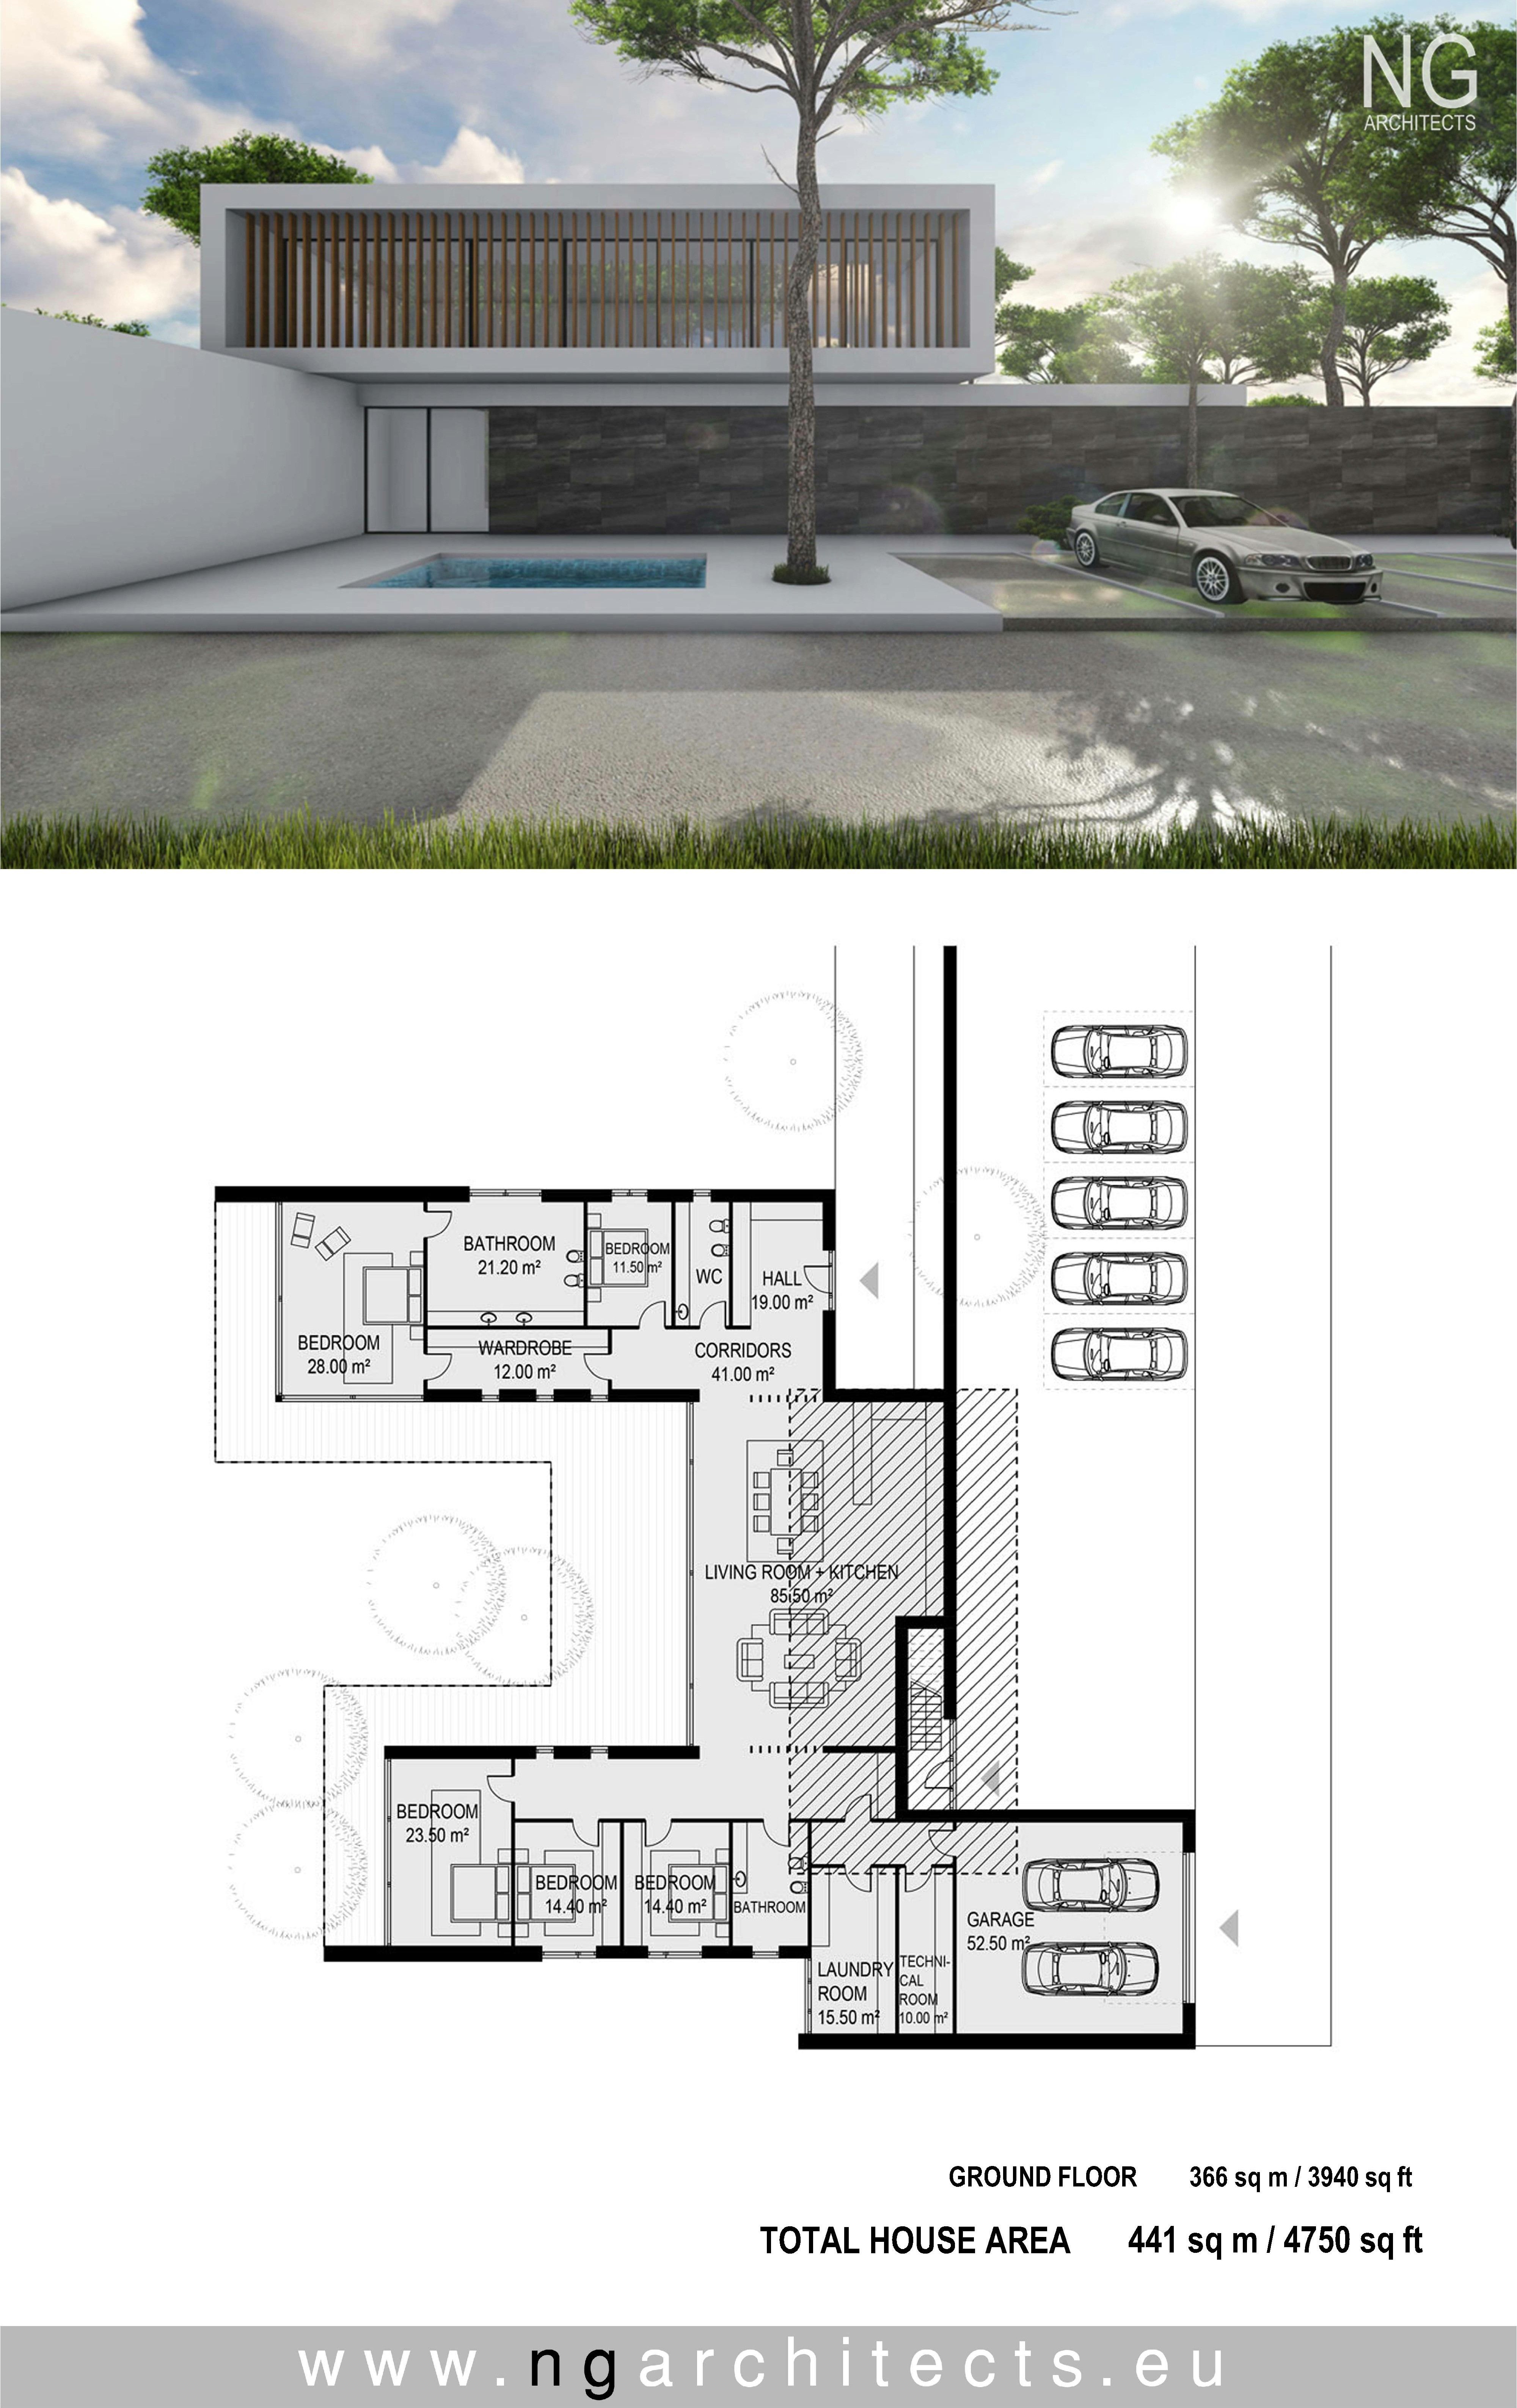 NG
ARCHITECTS
BATHROOM
21.20 m²
BEDROOM
11.50 m²
WC
HALL
19.00 m²
BEDROOM
28.00 m²
WARDROBE
12.00 m²
CORRIDORS
41.00 m²
LIVING ROOM + KITCHEN
85.50 m²
BEDROOM
23.50 m²
BEDROOM
14.40 m²
BEDROOM
14.40 m²
BATHROOM
LAUNDRY
ROOM
15.50 m²
TECHNI-
CAL
ROOM
10.00 m²
GARAGE
52.50 m²
GROUND FLOOR 366 sq m / 3940 sq ft
TOTAL HOUSE AREA 441 sq m / 4750 sq ft
www.ngarchitects.eu